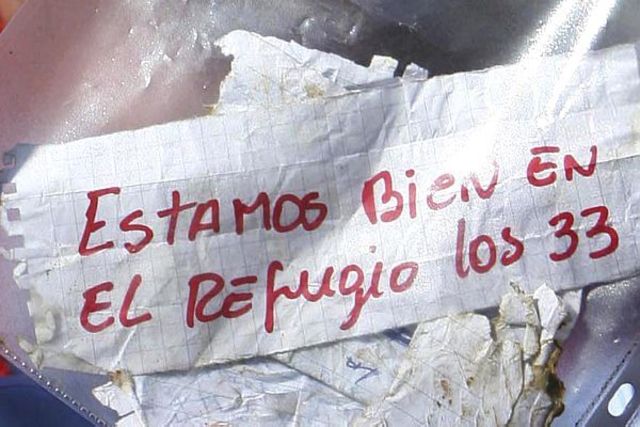 ESTAMOS BiEN EN
EL REfugio los 33